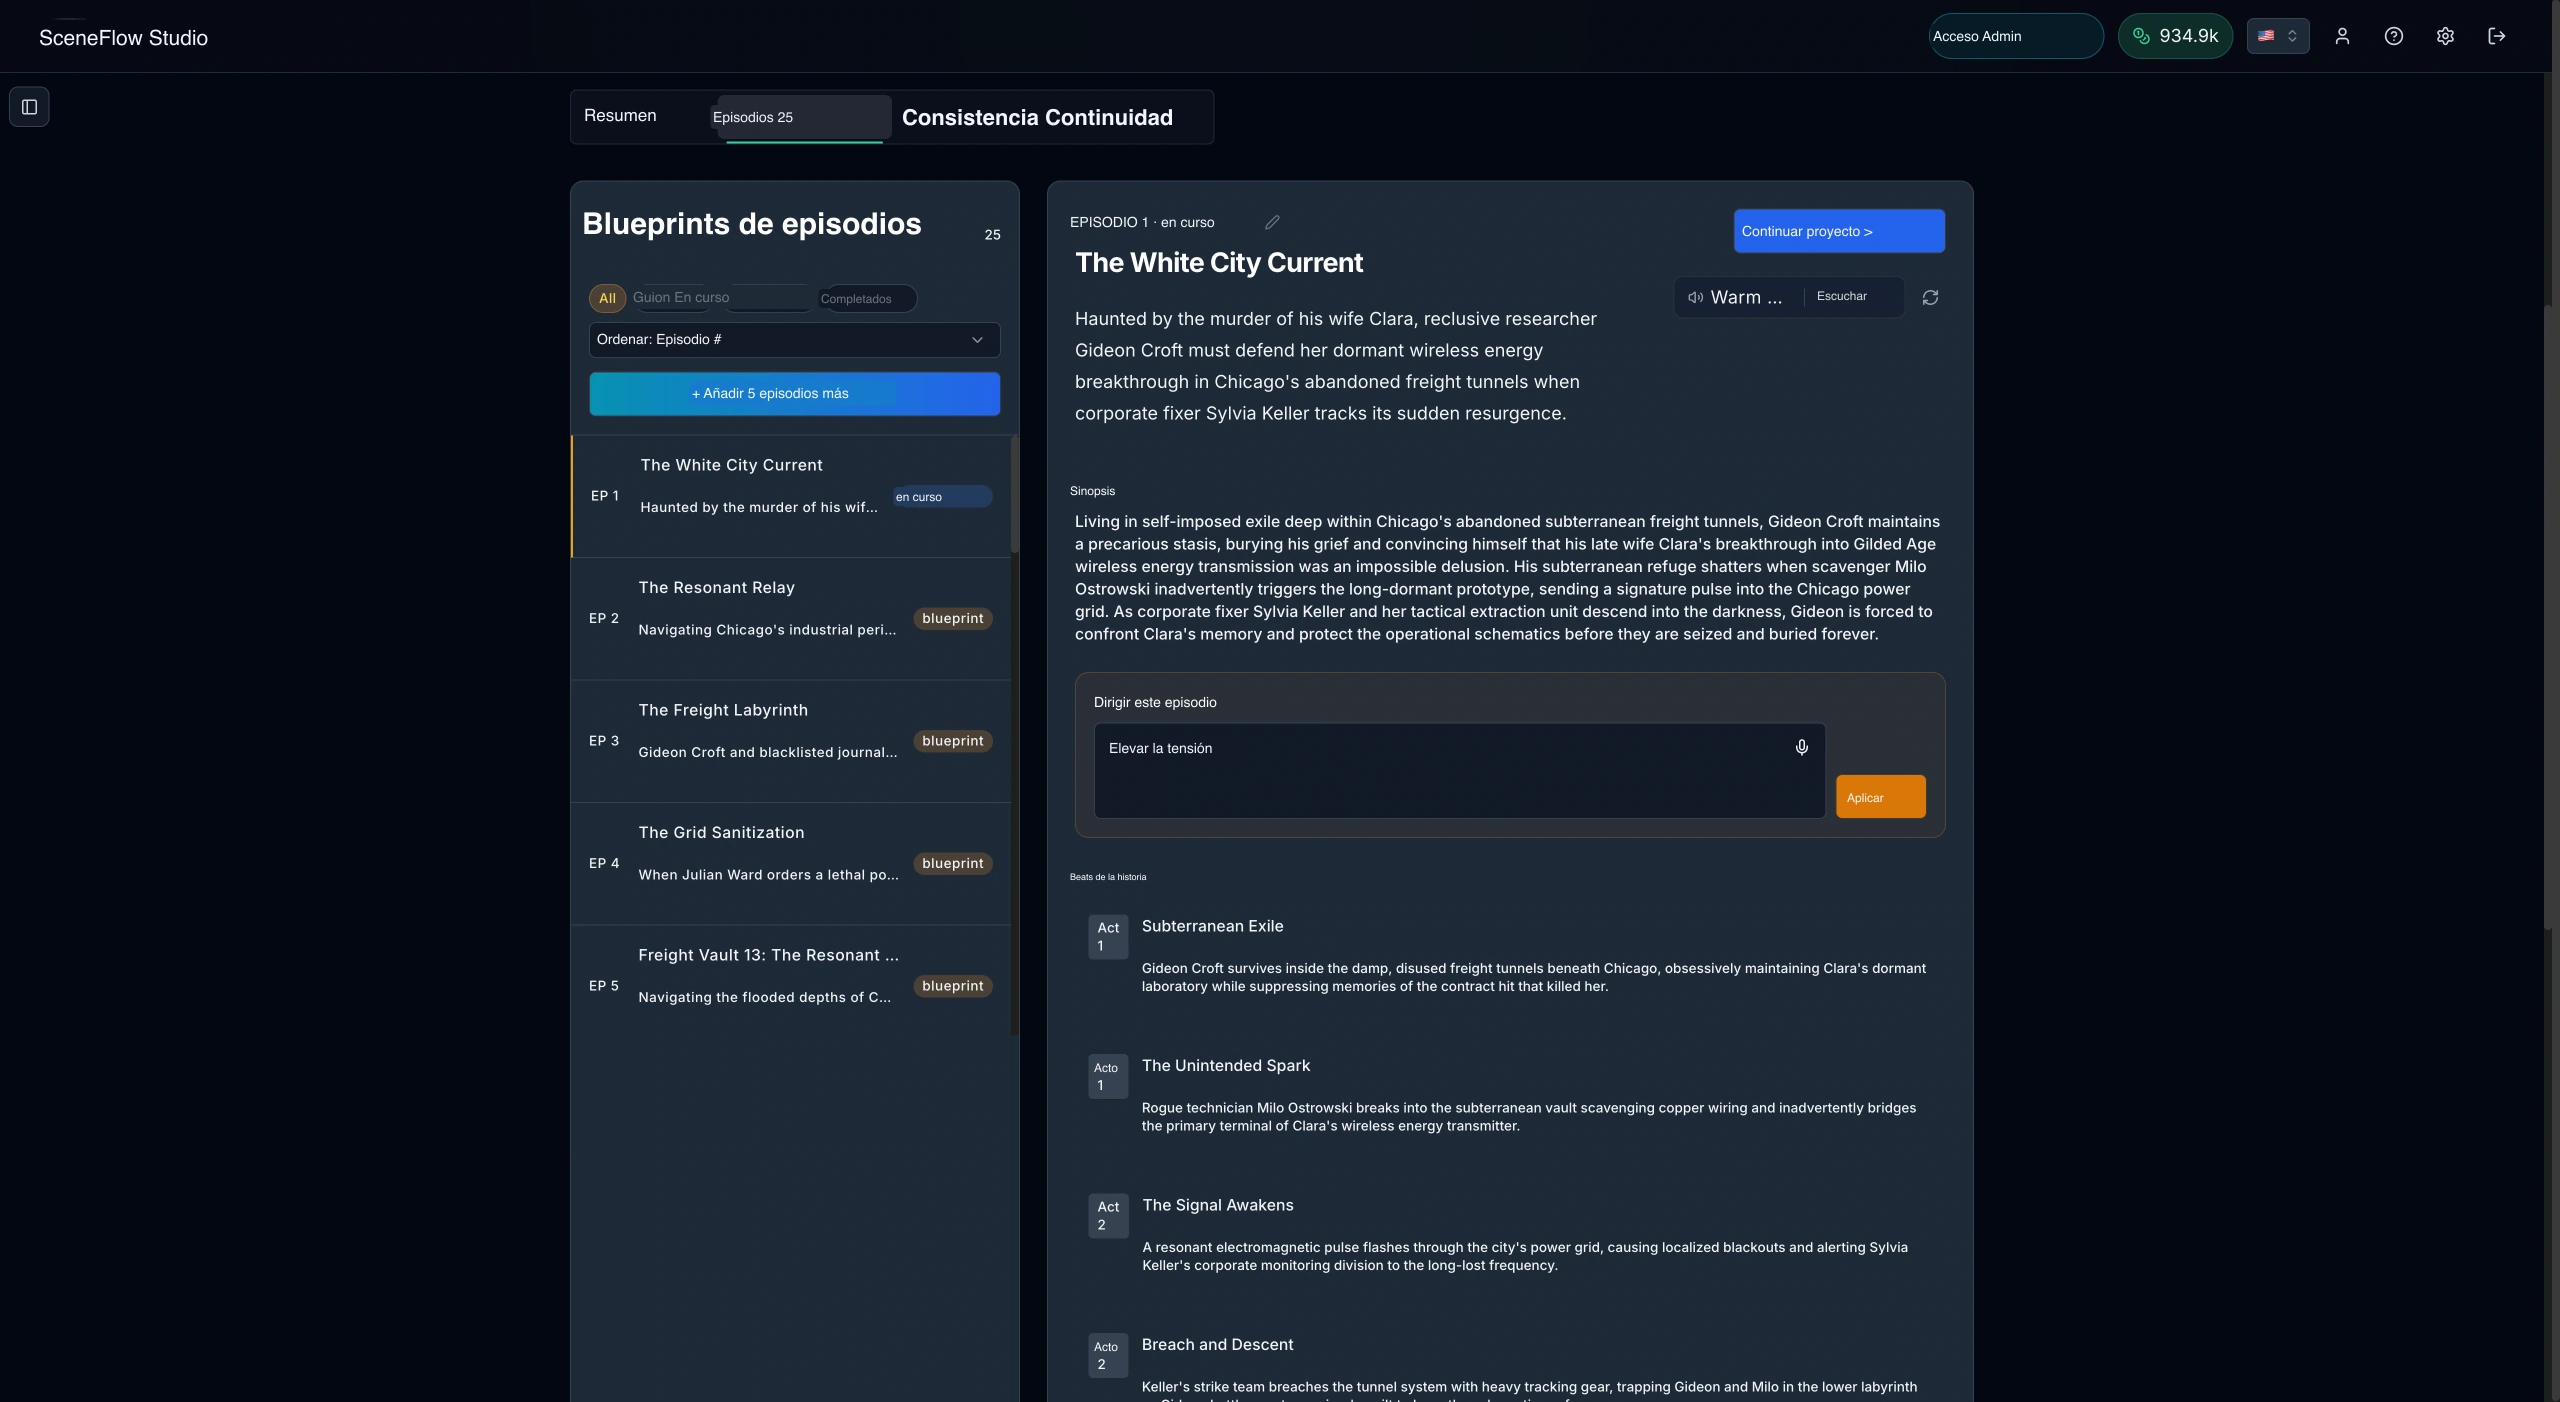 SceneFlow Studio
Acceso Admin
934.9k
Resumen
Episodios 25
Consistencia Continuidad
Blueprints de episodios
25
All
Guion En curso
Completados
Ordenar: Episodio #
+ Añadir 5 episodios más
The White City Current
EP 1
en curso
Haunted by the murder of his wif...
The Resonant Relay
EP 2
blueprint
Navigating Chicago's industrial peri...
The Freight Labyrinth
EP 3
blueprint
Gideon Croft and blacklisted journal...
The Grid Sanitization
EP 4
blueprint
When Julian Ward orders a lethal po...
Freight Vault 13: The Resonant ...
EP 5
blueprint
Navigating the flooded depths of C...
EPISODIO 1 · en curso
Continuar proyecto >
The White City Current
Warm ...
Escuchar
Haunted by the murder of his wife Clara, reclusive researcher
Gideon Croft must defend her dormant wireless energy
breakthrough in Chicago's abandoned freight tunnels when
corporate fixer Sylvia Keller tracks its sudden resurgence.
Sinopsis
Living in self-imposed exile deep within Chicago's abandoned subterranean freight tunnels, Gideon Croft maintains
a precarious stasis, burying his grief and convincing himself that his late wife Clara's breakthrough into Gilded Age
wireless energy transmission was an impossible delusion. His subterranean refuge shatters when scavenger Milo
Ostrowski inadvertently triggers the long-dormant prototype, sending a signature pulse into the Chicago power
grid. As corporate fixer Sylvia Keller and her tactical extraction unit descend into the darkness, Gideon is forced to
confront Clara's memory and protect the operational schematics before they are seized and buried forever.
Dirigir este episodio
Elevar la tensión
Aplicar
Beats de la historia
Act
1
Subterranean Exile
Gideon Croft survives inside the damp, disused freight tunnels beneath Chicago, obsessively maintaining Clara's dormant
laboratory while suppressing memories of the contract hit that killed her.
Acto
1
The Unintended Spark
Rogue technician Milo Ostrowski breaks into the subterranean vault scavenging copper wiring and inadvertently bridges
the primary terminal of Clara's wireless energy transmitter.
Act
2
The Signal Awakens
A resonant electromagnetic pulse flashes through the city's power grid, causing localized blackouts and alerting Sylvia
Keller's corporate monitoring division to the long-lost frequency.
Acto
2
Breach and Descent
Keller's strike team breaches the tunnel system with heavy tracking gear, trapping Gideon and Milo in the lower labyrinth